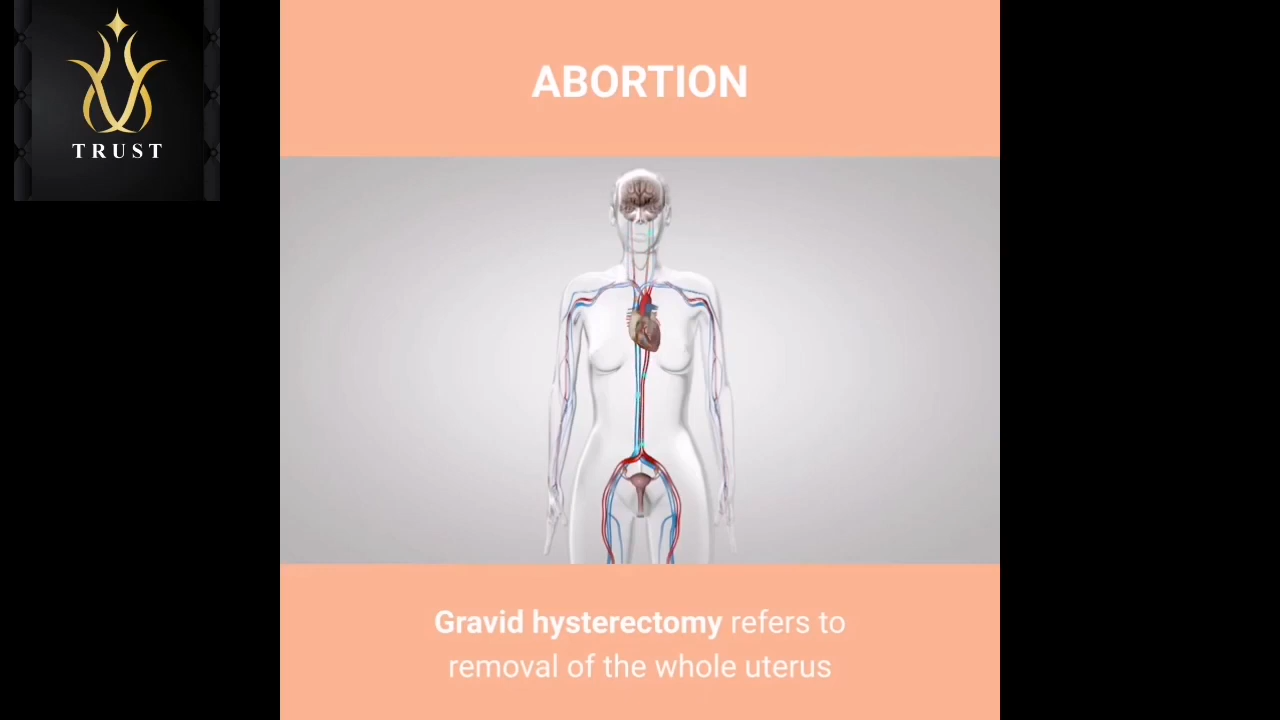 TRUST
ABORTION
Gravid hysterectomy refers to
removal of the whole uterus